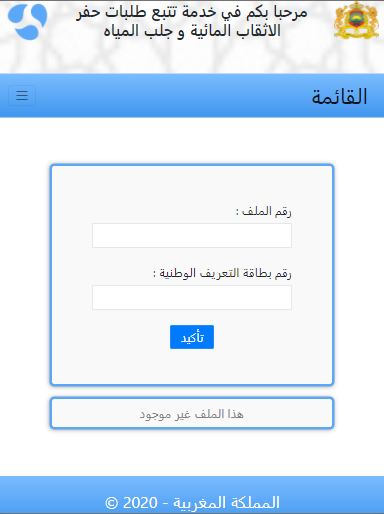 مرحبا بكم في خدمة تتبع طلبات حفر
الاثقاب المائية و جلب المياه
القائمة
رقم الملف :
رقم بطاقة التعريف الوطنية :
تأكيد
هذا الملف غير موجود
المملكة المغربية - 2020 ©